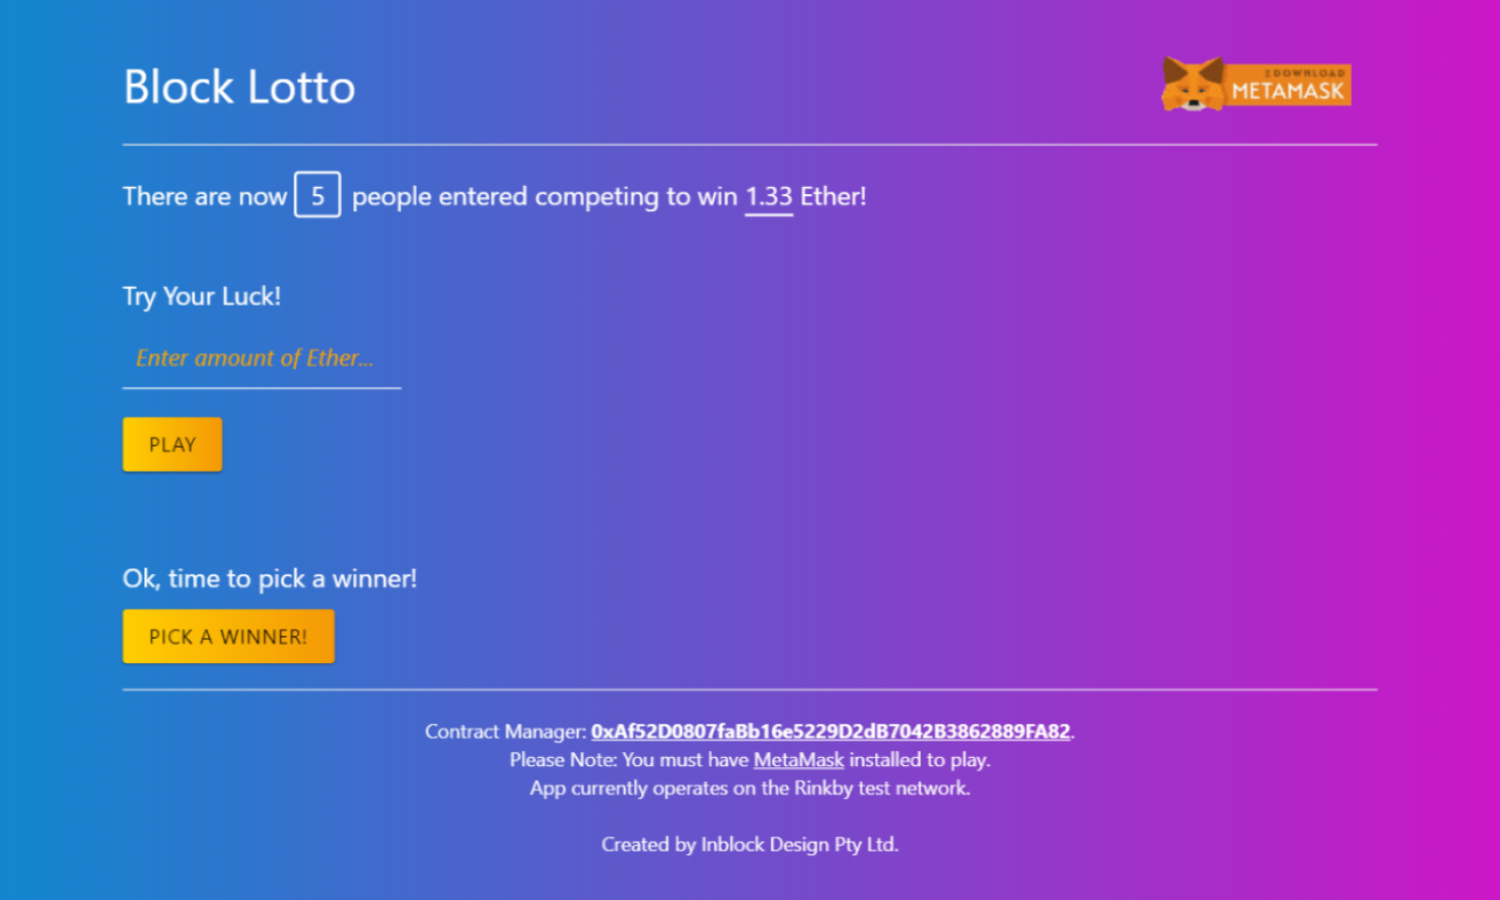 Block Lotto
DOWNLOAD
METAMASK
There are now 5 people entered competing to win 1.33 Ether!
Try Your Luck!
Enter amount of Ether...
PLAY
Ok, time to pick a winner!
PICK A WINNER!
Contract Manager: 0xAf52D0807faBb16e5229D2dB7042B3862889FA82.
Please Note: You must have MetaMask installed to play.
App currently operates on the Rinkby test network.
Created by Inblock Design Pty Ltd.